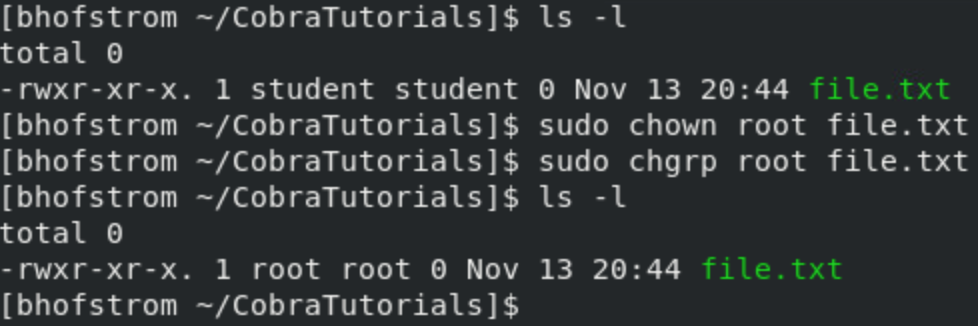 [bhofstrom ~/CobraTutorials]$ ls -l
total 0
-rwxr-xr-x. 1 student student 0 Nov 13 20:44 file.txt
[bhofstrom ~/CobraTutorials]$ sudo chown root file.txt
[bhofstrom ~/CobraTutorials]$ sudo chgrp root file.txt
[bhofstrom ~/CobraTutorials]$ ls -l
total 0
-rwxr-xr-x. 1 root root 0 Nov 13 20:44 file.txt
[bhofstrom ~/CobraTutorials]$